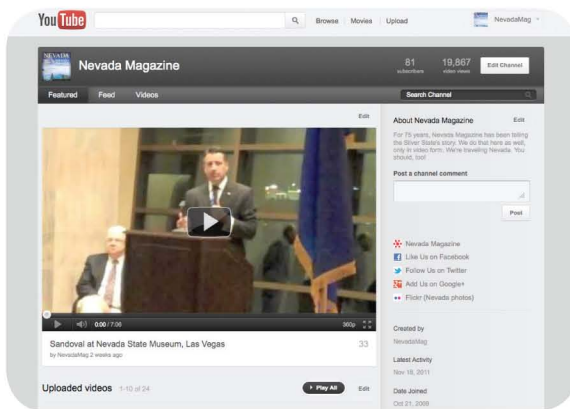 YouTube Browse Movies Upload NevadaMag
NEVADA
Nevada Magazine
81 subscribers
19,867 video views
Edit Channel
Featured Feed Videos
Search Channel
Edit
0:00 / 7:06 360p
Sandoval at Nevada State Museum, Las Vegas 33
by NevadaMag 2 weeks ago
Uploaded videos 1-10 of 24 Play All Edit
About Nevada Magazine Edit
For 75 years, Nevada Magazine has been telling
the Silver State's story. We do that here as well,
only in video form. We're traveling Nevada. You
should, too!
Post a channel comment
Post
Nevada Magazine
Like Us on Facebook
Follow Us on Twitter
Add Us on Google+
Flickr (Nevada photos)
Created by
NevadaMag
Latest Activity
Nov 16, 2011
Date Joined
Oct 21, 2009